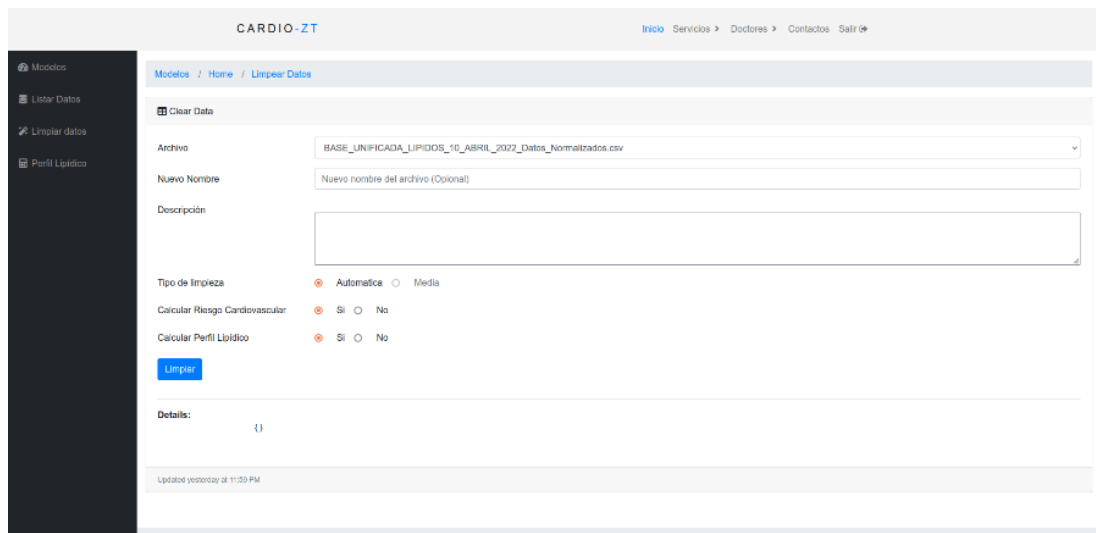 CARDIO-ZT
Inicio Servicios Doctores Contactos Salir
Modelos
Listar Datos
Limpiar datos
Perfil Lipídico
Modelos / Home / Limpear Datos
Clear Data
Archivo BASE_UNIFICADA_LIPIDOS_10_ABRIL_2022_Datos_Normalizados.csv
Nuevo Nombre Nuevo nombre del archivo (Opional)
Descripción
Tipo de limpieza Automatica Media
Calcular Riesgo Cardiovascular Si No
Calcular Perfil Lipídico Si No
Limpiar
Details:
{}
Updated yesterday at 11:59 PM